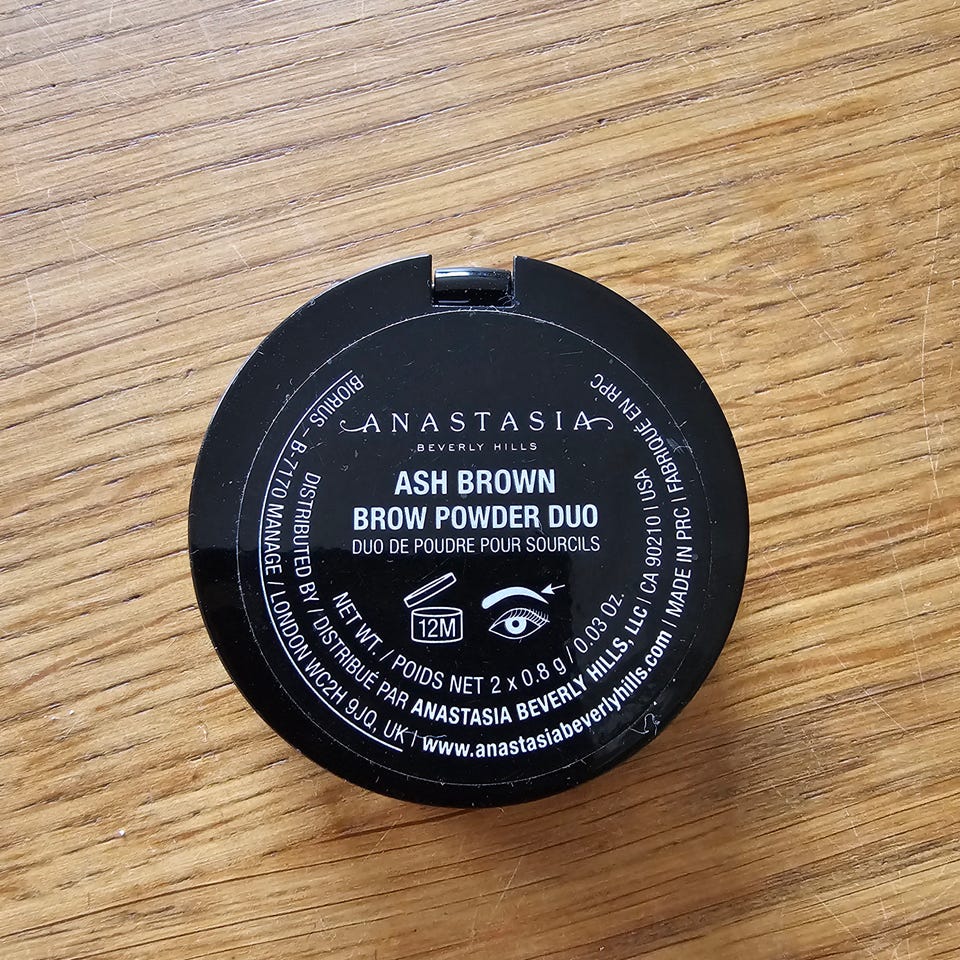 ANASTASIA
BEVERLY HILLS
ASH BROWN
BROW POWDER DUO
DUO DE POUDRE POUR SOURCILS
12M
NET WT. / POIDS NET 2 x 0.8 g / 0.03 Oz.
DISTRIBUTED BY / DISTRIBUÉ PAR ANASTASIA BEVERLY HILLS, LLC | CA 90210 | USA
BIORIUS - B-7170 MANAGE / LONDON WC2H 9JQ, UK | www.anastasiabeverlyhills.com | MADE IN PRC | FABRIQUÉ EN RPC